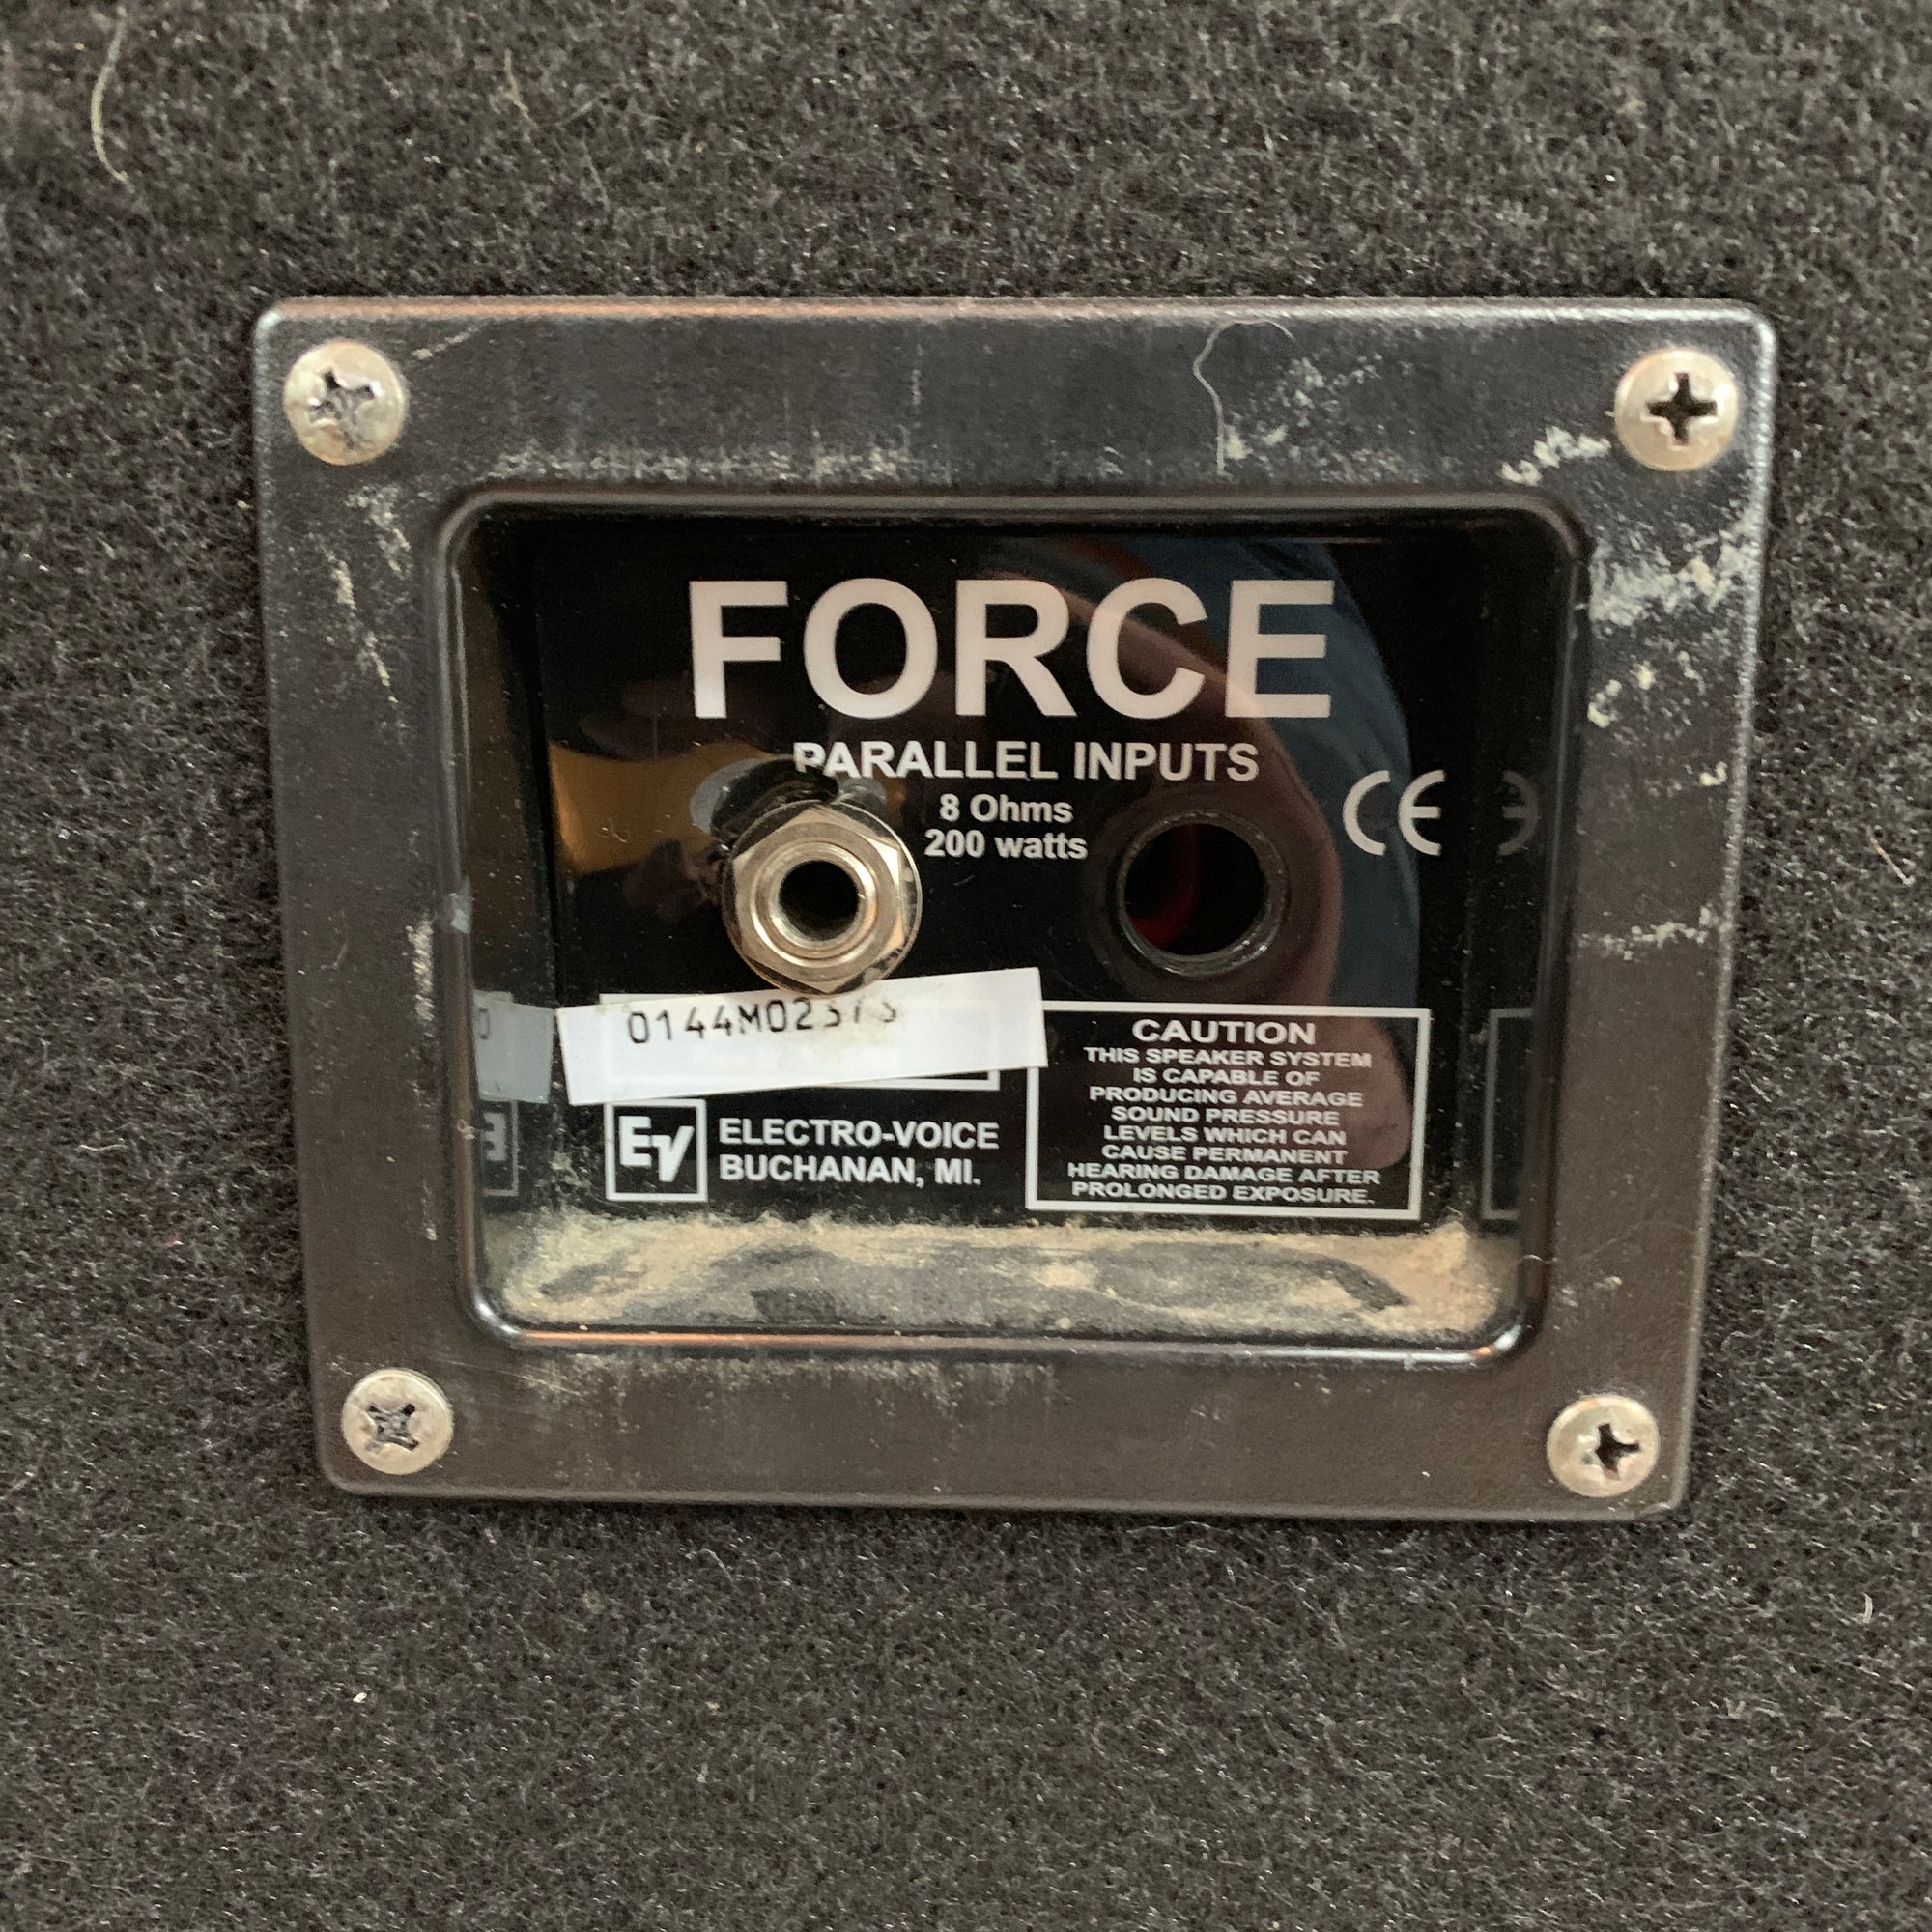 FORCE
PARALLEL INPUTS
8 Ohms
200 watts
CE
EV
ELECTRO-VOICE
BUCHANAN, MI.
CAUTION
THIS SPEAKER SYSTEM
IS CAPABLE OF
PRODUCING AVERAGE
SOUND PRESSURE
LEVELS WHICH CAN
CAUSE PERMANENT
HEARING DAMAGE AFTER
PROLONGED EXPOSURE.